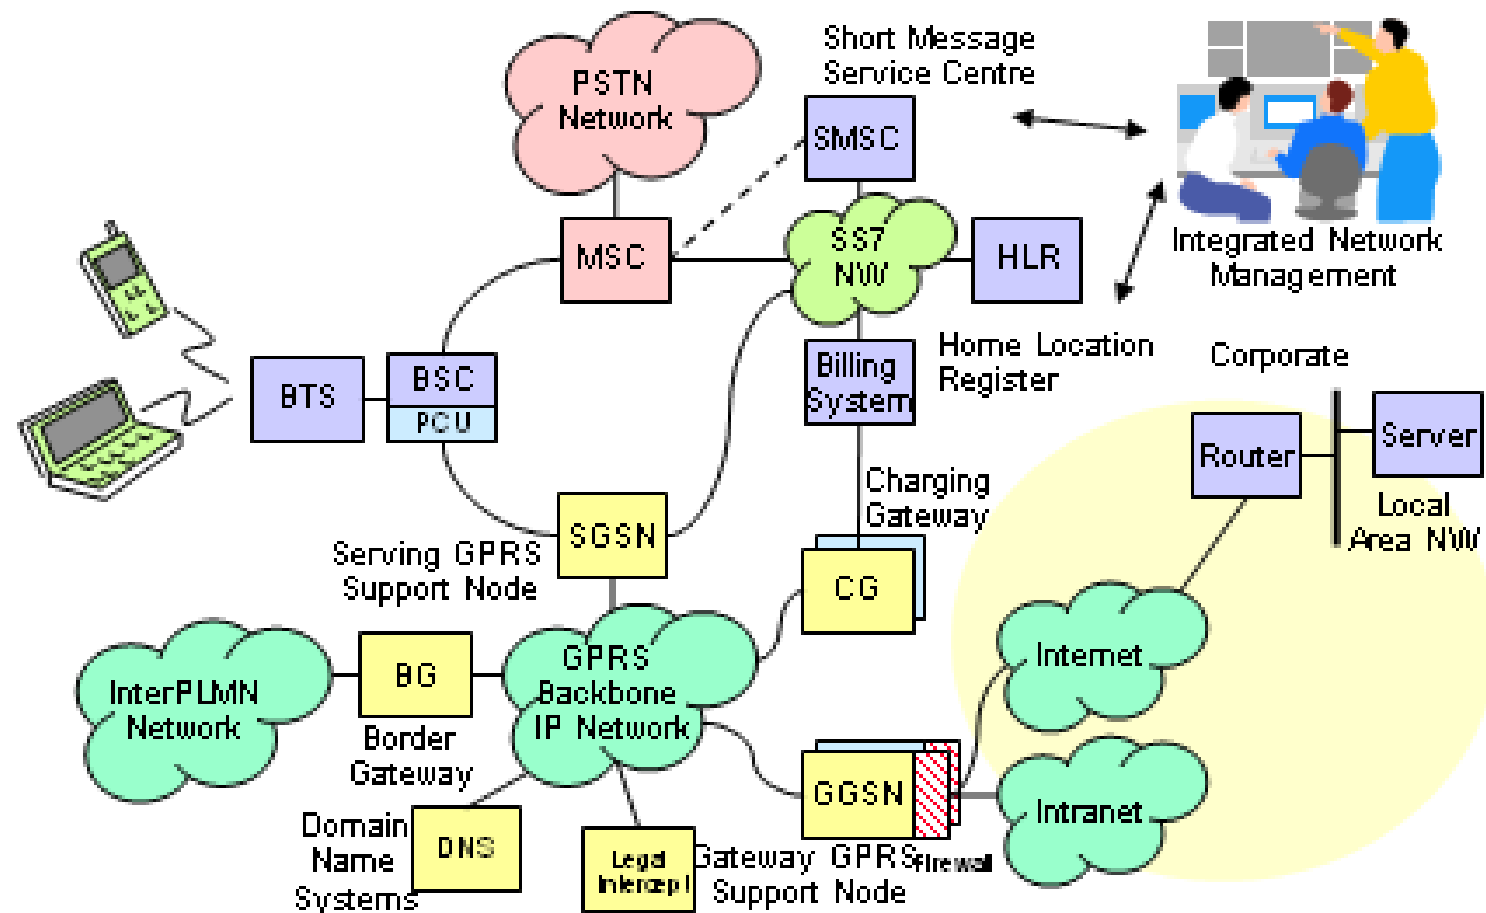 PSTN
Network
Short Message
Service Centre
SMSC
MSC
SS7
NW
HLR
Integrated Network
Management
BTS
BSC
PCU
Billing
System
Home Location
Register
Corporate
Router
Server
Local
Area NW
Charging
Gateway
SGSN
Serving GPRS
Support Node
CG
InterPLMN
Network
BG
Border
Gateway
GPRS
Backbone
IP Network
Internet
GGSN
Intranet
Domain
Name
Systems
DNS
Legal
Intercept
Gateway GPRS
Support Node
Firewall